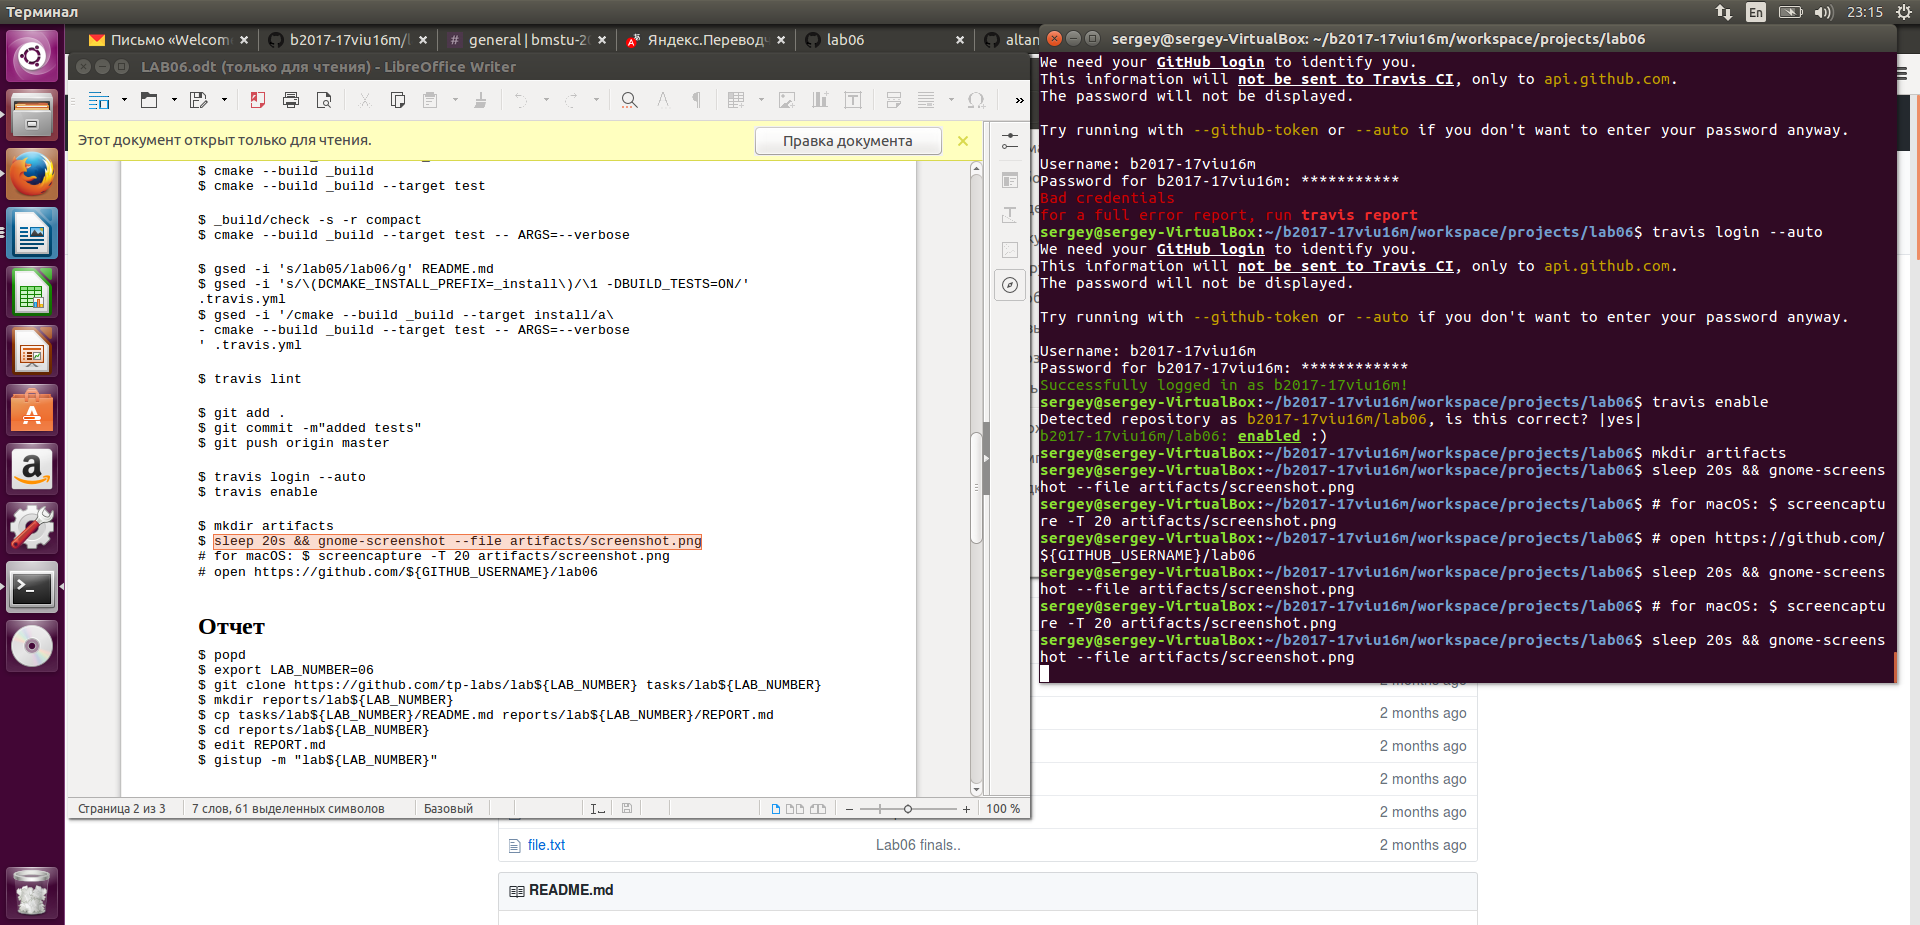 Терминал
En
23:15
Письмо «Welcom
b2017-17viu16m/l
general | bmstu-2
Яндекс.Перевод
lab06
altan
LAB06.odt (только для чтения) - LibreOffice Writer
Этот документ открыт только для чтения.
Правка документа
$ cmake --build _build
$ cmake --build _build --target test
$ _build/check -s -r compact
$ cmake --build _build --target test -- ARGS=--verbose
$ gsed -i 's/lab05/lab06/g' README.md
$ gsed -i 's/\(DCMAKE_INSTALL_PREFIX=_install\)/\1 -DBUILD_TESTS=ON/'
.travis.yml
$ gsed -i '/cmake --build _build --target install/a\
- cmake --build _build --target test -- ARGS=--verbose
' .travis.yml
$ travis lint
$ git add .
$ git commit -m"added tests"
$ git push origin master
$ travis login --auto
$ travis enable
$ mkdir artifacts
$ sleep 20s && gnome-screenshot --file artifacts/screenshot.png
# for macOS: $ screencapture -T 20 artifacts/screenshot.png
# open https://github.com/${GITHUB_USERNAME}/lab06
Отчет
$ popd
$ export LAB_NUMBER=06
$ git clone https://github.com/tp-labs/lab${LAB_NUMBER} tasks/lab${LAB_NUMBER}
$ mkdir reports/lab${LAB_NUMBER}
$ cp tasks/lab${LAB_NUMBER}/README.md reports/lab${LAB_NUMBER}/REPORT.md
$ cd reports/lab${LAB_NUMBER}
$ edit REPORT.md
$ gistup -m "lab${LAB_NUMBER}"
Страница 2 из 3
7 слов, 61 выделенных символов
Базовый
100 %
sergey@sergey-VirtualBox: ~/b2017-17viu16m/workspace/projects/lab06
We need your GitHub login to identify you.
This information will not be sent to Travis CI, only to api.github.com.
The password will not be displayed.
Try running with --github-token or --auto if you don't want to enter your password anyway.
Username: b2017-17viu16m
Password for b2017-17viu16m: ***********
Bad credentials
for a full error report, run travis report
sergey@sergey-VirtualBox:~/b2017-17viu16m/workspace/projects/lab06$ travis login --auto
We need your GitHub login to identify you.
This information will not be sent to Travis CI, only to api.github.com.
The password will not be displayed.
Try running with --github-token or --auto if you don't want to enter your password anyway.
Username: b2017-17viu16m
Password for b2017-17viu16m: ************
Successfully logged in as b2017-17viu16m!
sergey@sergey-VirtualBox:~/b2017-17viu16m/workspace/projects/lab06$ travis enable
Detected repository as b2017-17viu16m/lab06, is this correct? |yes|
b2017-17viu16m/lab06: enabled :)
sergey@sergey-VirtualBox:~/b2017-17viu16m/workspace/projects/lab06$ mkdir artifacts
sergey@sergey-VirtualBox:~/b2017-17viu16m/workspace/projects/lab06$ sleep 20s && gnome-screens
hot --file artifacts/screenshot.png
sergey@sergey-VirtualBox:~/b2017-17viu16m/workspace/projects/lab06$ # for macOS: $ screencaptu
re -T 20 artifacts/screenshot.png
sergey@sergey-VirtualBox:~/b2017-17viu16m/workspace/projects/lab06$ # open https://github.com/
${GITHUB_USERNAME}/lab06
sergey@sergey-VirtualBox:~/b2017-17viu16m/workspace/projects/lab06$ sleep 20s && gnome-screens
hot --file artifacts/screenshot.png
sergey@sergey-VirtualBox:~/b2017-17viu16m/workspace/projects/lab06$ # for macOS: $ screencaptu
re -T 20 artifacts/screenshot.png
sergey@sergey-VirtualBox:~/b2017-17viu16m/workspace/projects/lab06$ sleep 20s && gnome-screens
hot --file artifacts/screenshot.png
2 months ago
2 months ago
2 months ago
2 months ago
2 months ago
file.txt Lab06 finals.. 2 months ago
README.md